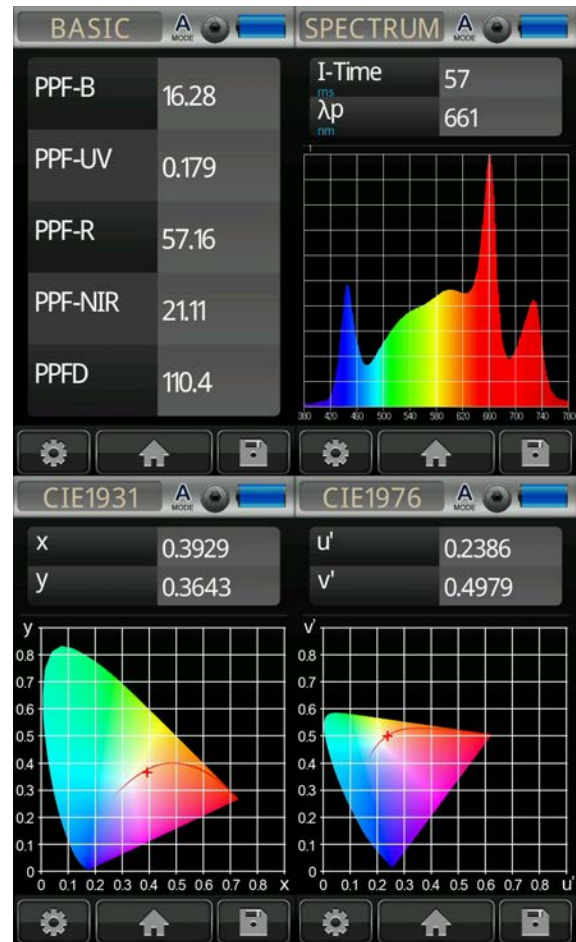 BASIC A MODE
PPF-B 16.28
PPF-UV 0.179
PPF-R 57.16
PPF-NIR 21.11
PPFD 110.4
SPECTRUM A MODE
I-Time 57
ms
λp 661
nm
1
380 420 460 500 540 580 620 660 700 740 780
CIE1931 A MODE
x 0.3929
y 0.3643
y
0.8
0.7
0.6
0.5
0.4
0.3
0.2
0.1
0
0 0.1 0.2 0.3 0.4 0.5 0.6 0.7 0.8 x
CIE1976 A MODE
u' 0.2386
v' 0.4979
v'
0.8
0.7
0.6
0.5
0.4
0.3
0.2
0.1
0
0 0.1 0.2 0.3 0.4 0.5 0.6 0.7 0.8 u'